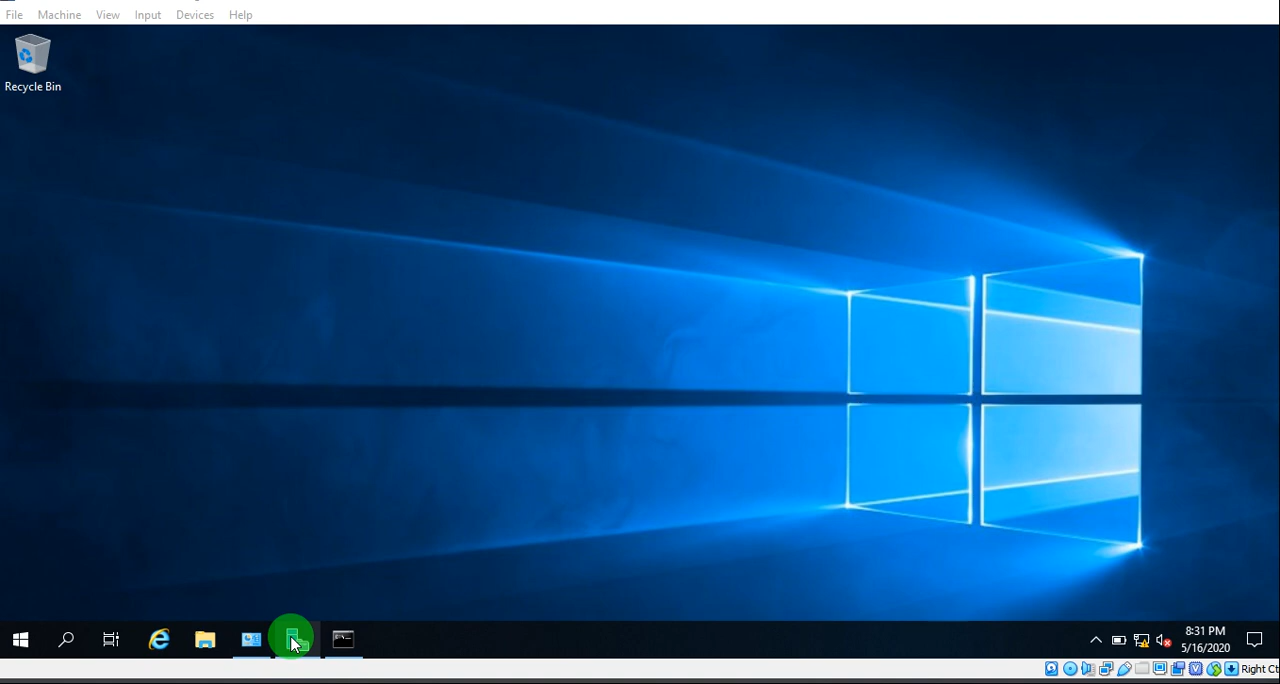 File Machine View Input Devices Help
Recycle Bin
8:31 PM
5/16/2020
Right Ct